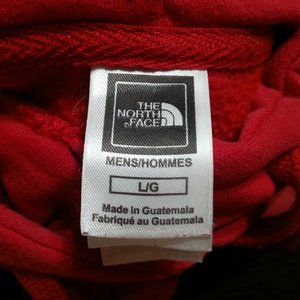 THE
NORTH
FACE
MENS/HOMMES
L/G
Made in Guatemala
Fabriqué au Guatemala